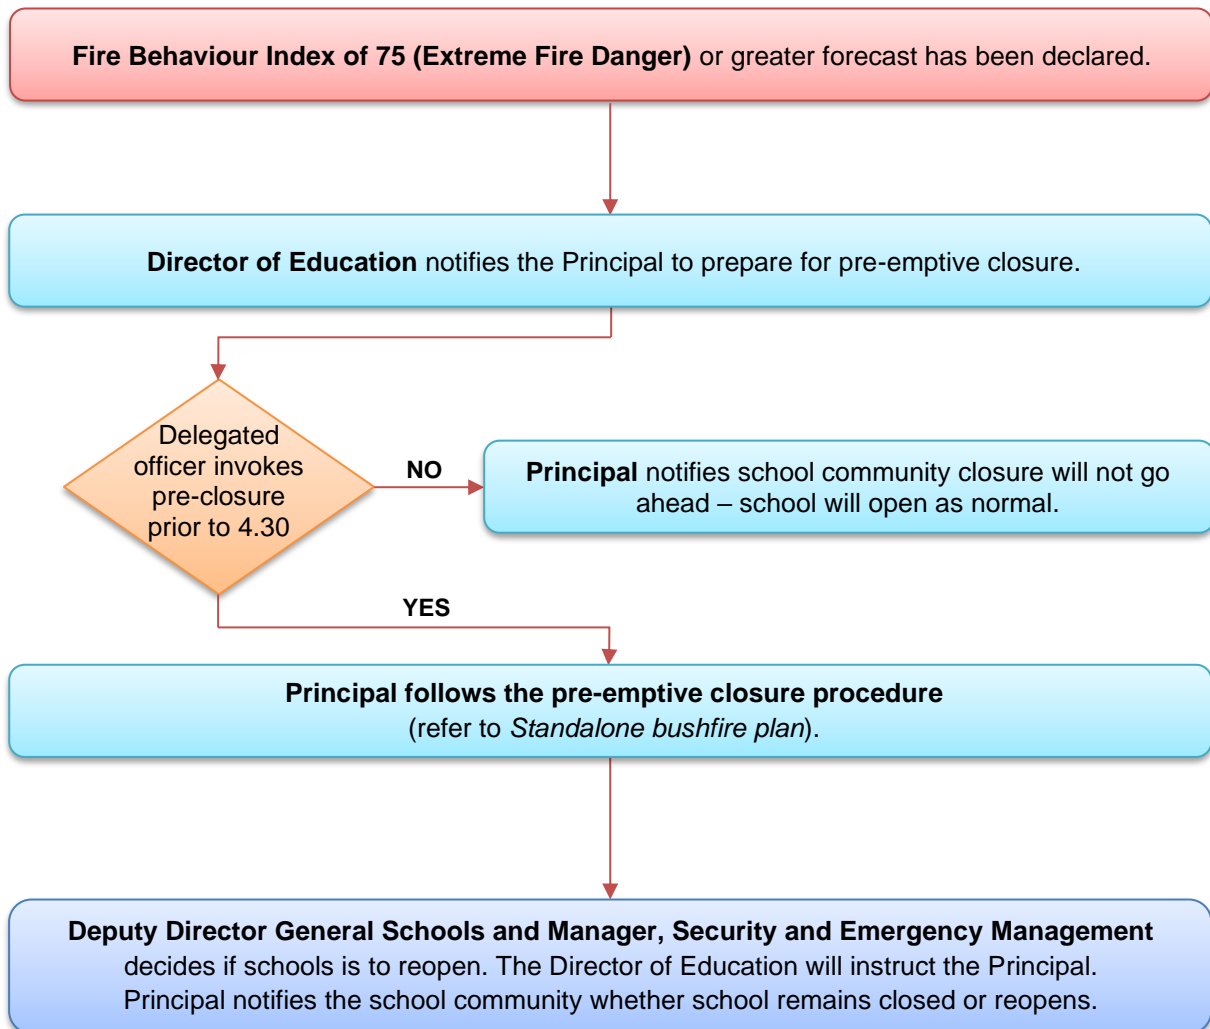 Fire Behaviour Index of 75 (Extreme Fire Danger) or greater forecast has been declared.
Director of Education notifies the Principal to prepare for pre-emptive closure.
Delegated
officer invokes
pre-closure
prior to 4.30
NO
Principal notifies school community closure will not go
ahead – school will open as normal.
YES
Principal follows the pre-emptive closure procedure
(refer to Standalone bushfire plan).
Deputy Director General Schools and Manager, Security and Emergency Management
decides if schools is to reopen. The Director of Education will instruct the Principal.
Principal notifies the school community whether school remains closed or reopens.